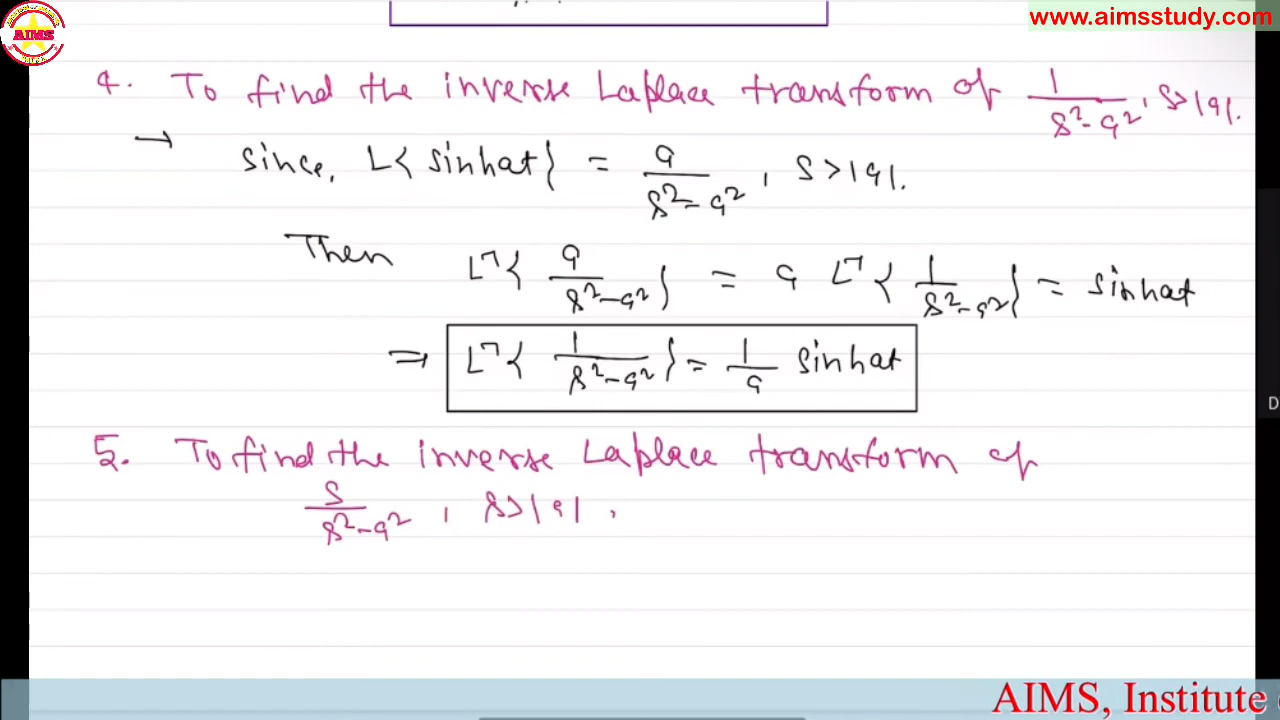 www.aimsstudy.com
AIMS
4. To find the inverse Laplace transform of 1/(s²-a²), s>|a|.
→ Since, L{sinhat} = a/(s²-a²), s>|a|.
Then L⁻¹{a/(s²-a²)} = a L⁻¹{1/(s²-a²)} = sinhat
⇒ L⁻¹{1/(s²-a²)} = 1/a sinhat
5. To find the inverse Laplace transform of
s/(s²-a²), s>|a|.
D
AIMS, Institute